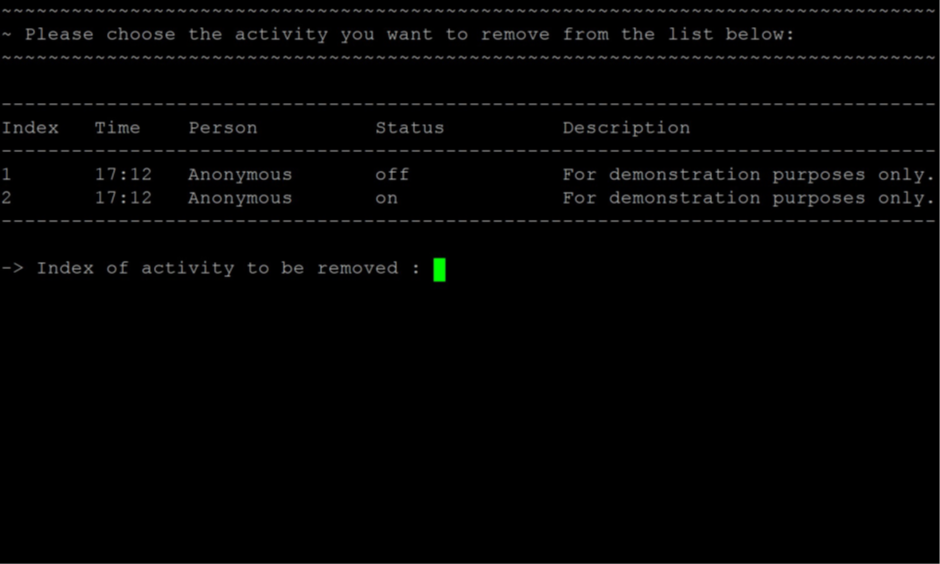 ~~~~~~~~~~~~~~~~~~~~~~~~~~~~~~~~~~~~~~~~~~~~~~~~~~~~~~~~~~~~~~~~~~~~~~~~~~~~~~~~
~ Please choose the activity you want to remove from the list below:
~~~~~~~~~~~~~~~~~~~~~~~~~~~~~~~~~~~~~~~~~~~~~~~~~~~~~~~~~~~~~~~~~~~~~~~~~~~~~~~~
--------------------------------------------------------------------------------
Index   Time    Person          Status          Description
--------------------------------------------------------------------------------
1       17:12   Anonymous       off             For demonstration purposes only.
2       17:12   Anonymous       on              For demonstration purposes only.
--------------------------------------------------------------------------------
-> Index of activity to be removed :